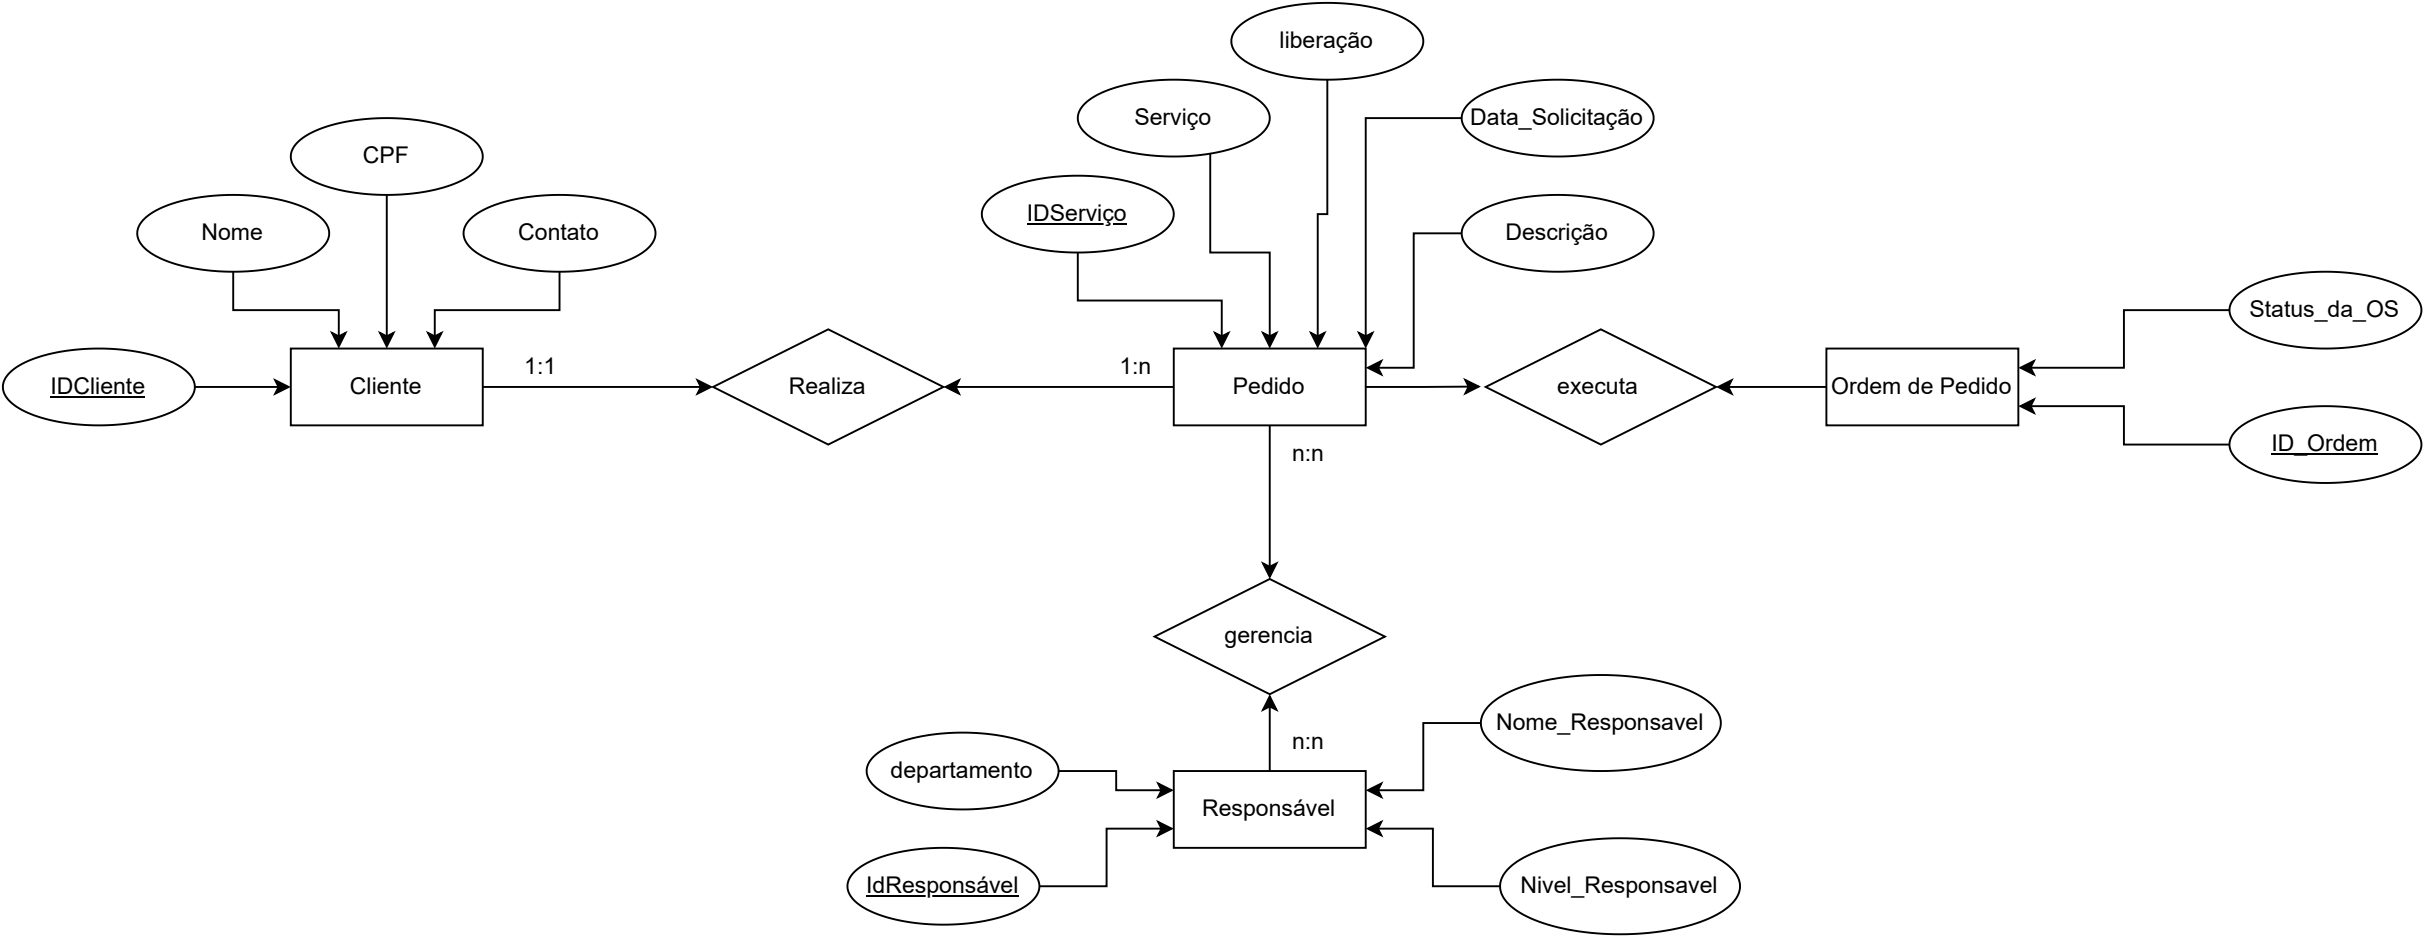 liberação
Serviço
Data_Solicitação
CPF
IDServiço
Nome
Contato
Descrição
Status_da_OS
1:1
1:n
IDCliente
Cliente
Realiza
Pedido
executa
Ordem de Pedido
ID_Ordem
n:n
gerencia
Nome_Responsavel
n:n
departamento
Responsável
IdResponsável
Nivel_Responsavel